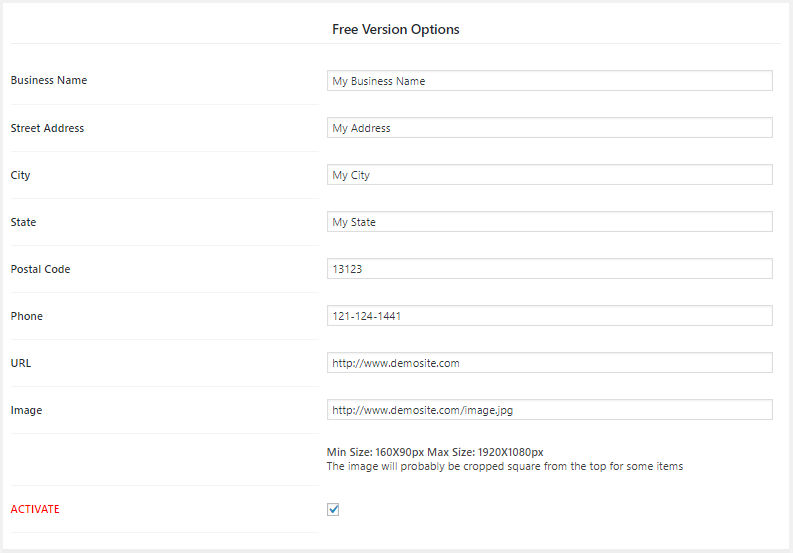 Free Version Options
Business Name My Business Name
Street Address My Address
City My City
State My State
Postal Code 13123
Phone 121-124-1441
URL http://www.demosite.com
Image http://www.demosite.com/image.jpg
Min Size: 160X90px Max Size: 1920X1080px
The image will probably be cropped square from the top for some items
ACTIVATE